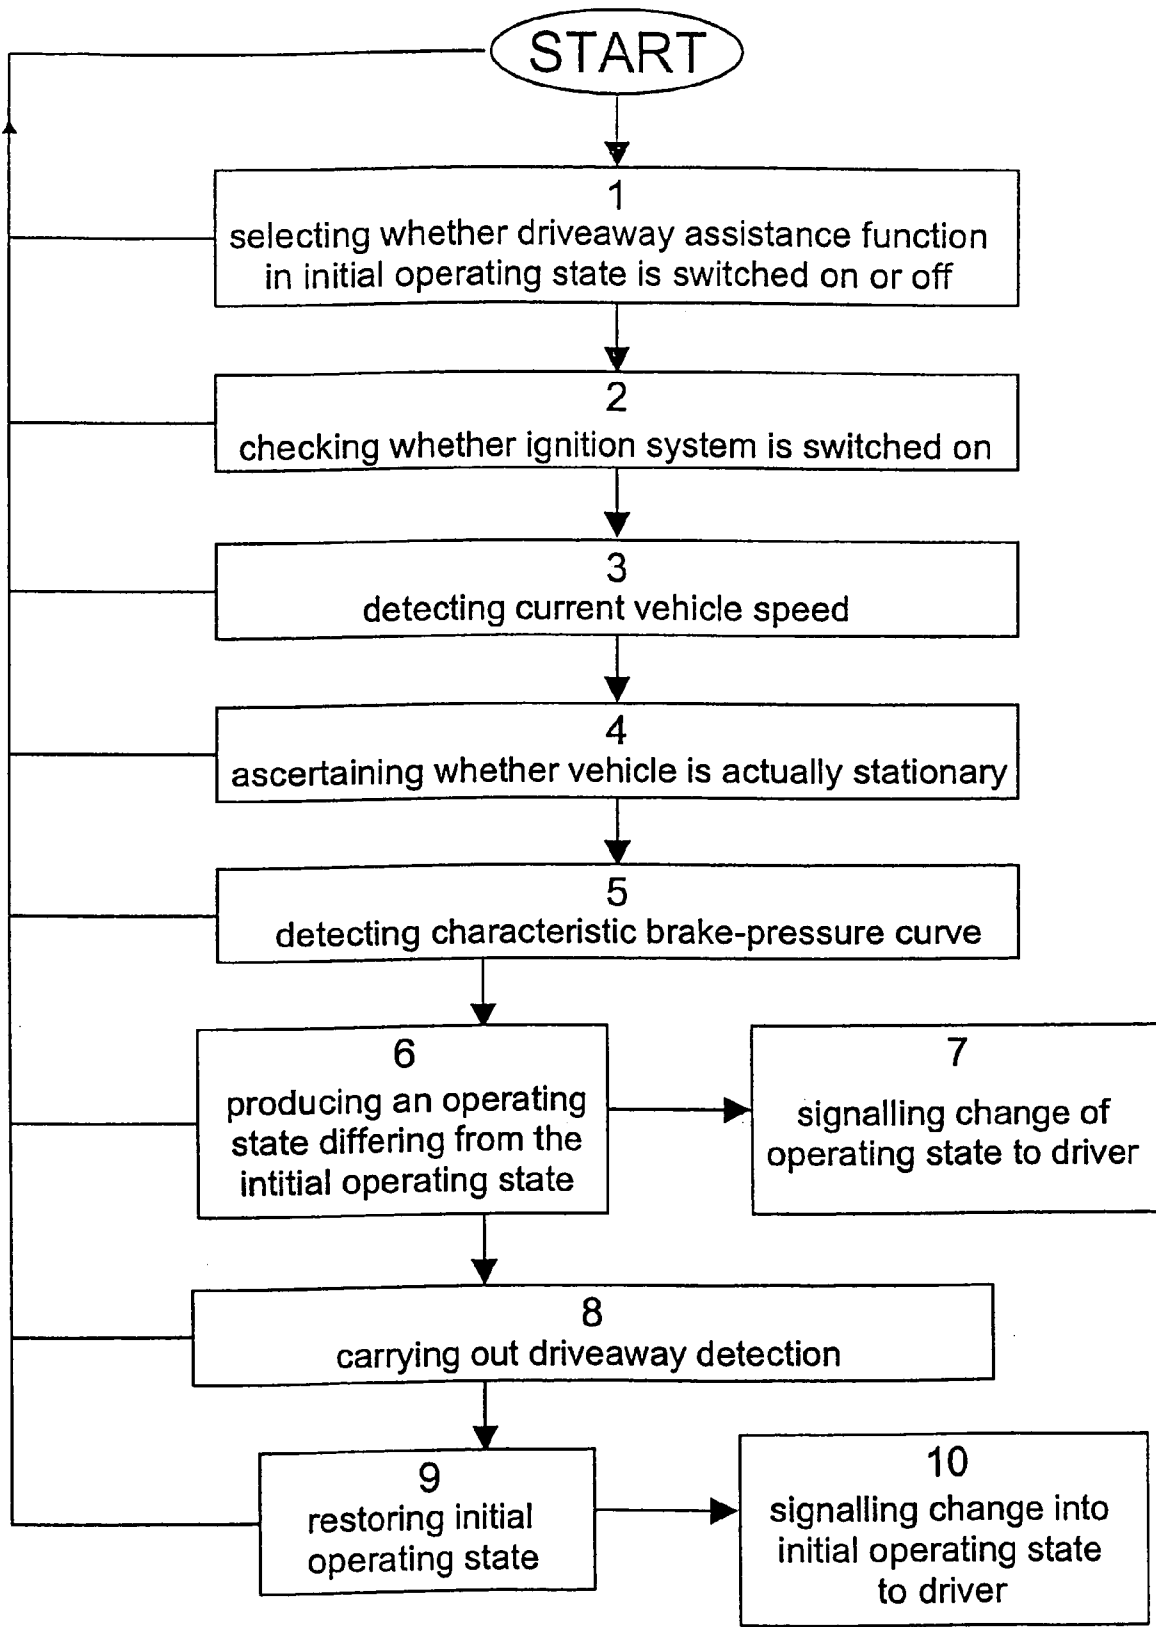 START
1
selecting whether driveaway assistance function
in initial operating state is switched on or off
2
checking whether ignition system is switched on
3
detecting current vehicle speed
4
ascertaining whether vehicle is actually stationary
5
detecting characteristic brake-pressure curve
6
producing an operating
state differing from the
intitial operating state
7
signalling change of
operating state to driver
8
carrying out driveaway detection
9
restoring initial
operating state
10
signalling change into
initial operating state
to driver